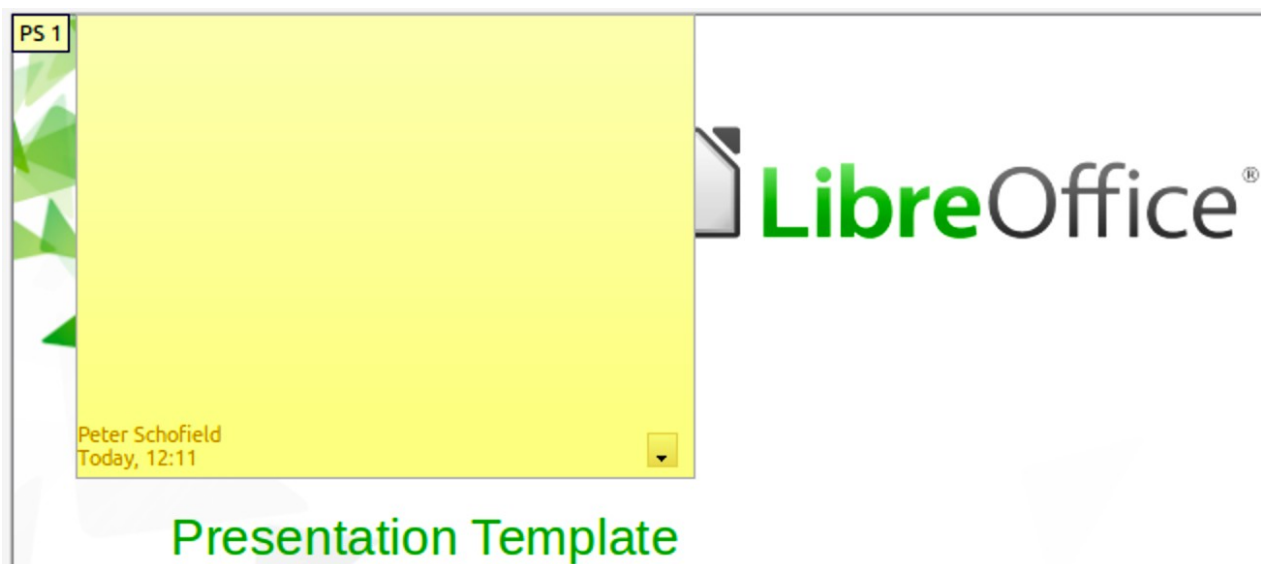 PS 1
LibreOffice®
Peter Schofield
Today, 12:11
Presentation Template